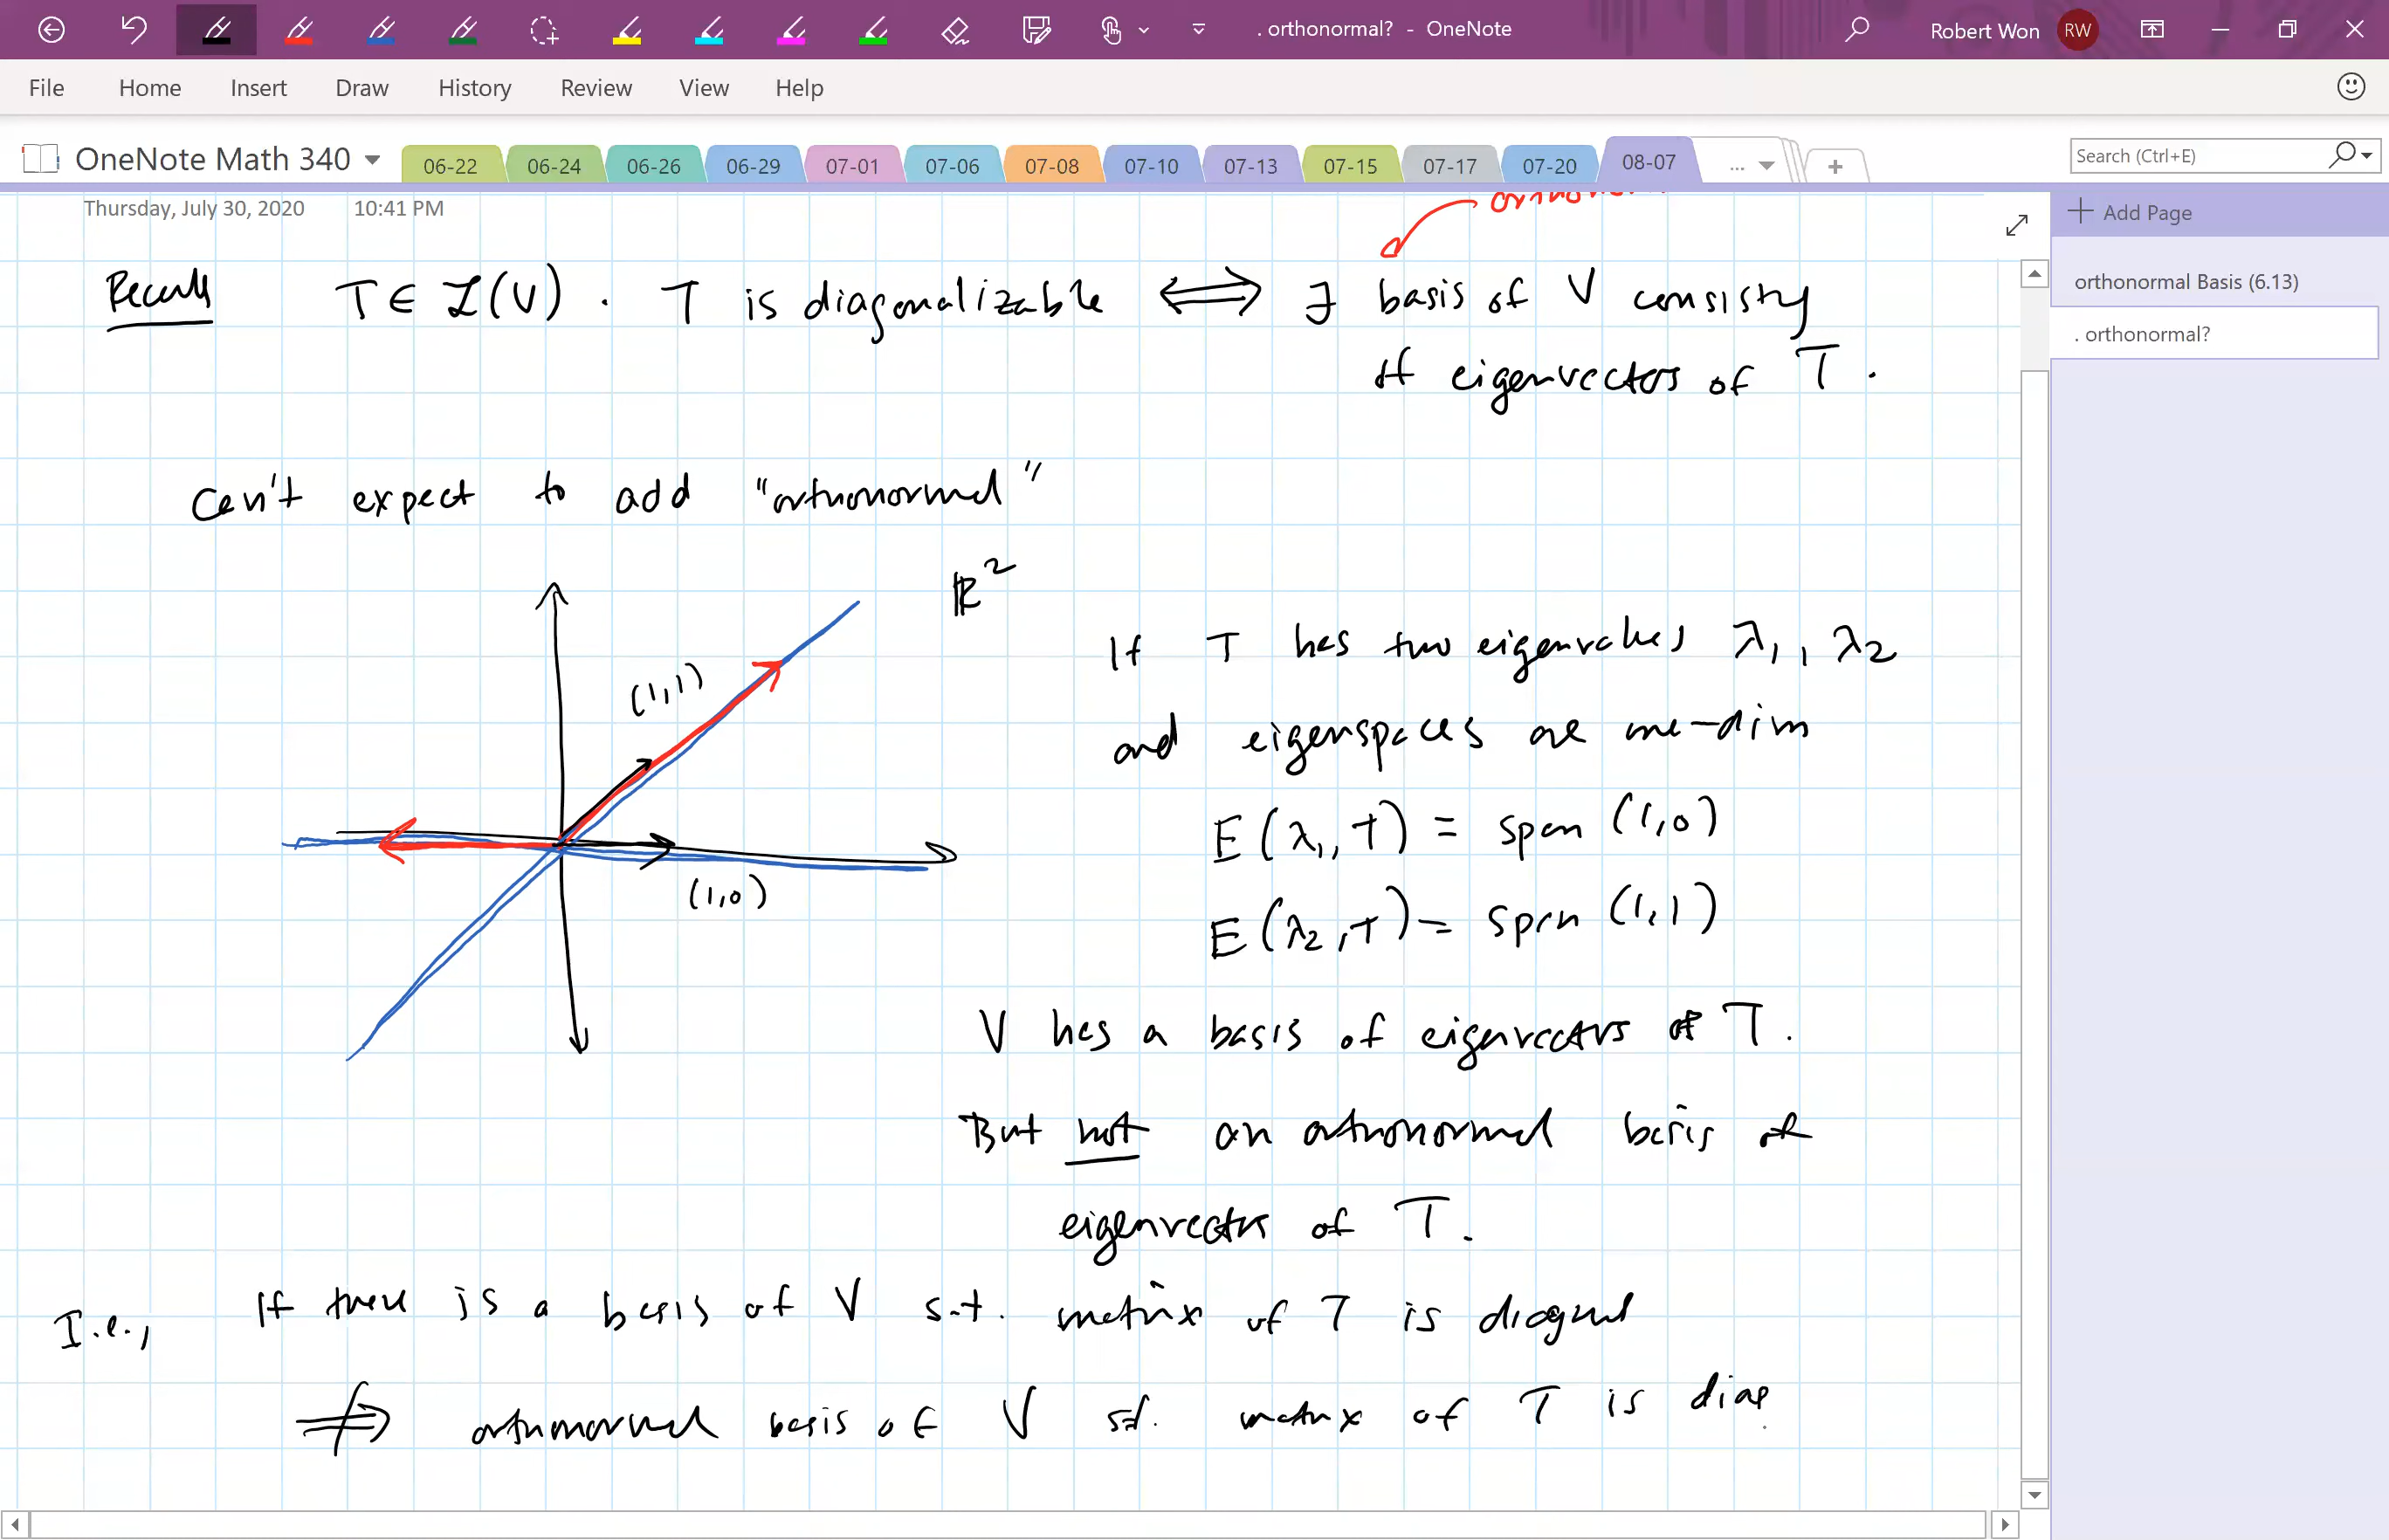 . orthonormal? - OneNote
Robert Won RW
File Home Insert Draw History Review View Help
OneNote Math 340
06-22 06-24 06-26 06-29 07-01 07-06 07-08 07-10 07-13 07-15 07-17 07-20 08-07 ... +
Search (Ctrl+E)
Add Page
orthonormal Basis (6.13)
. orthonormal?
Thursday, July 30, 2020 10:41 PM
Recall T ∈ ℒ(V). T is diagonalizable ⟺ ∃ basis of V consisty
of eigenvectors of T.
Can't expect to add "orthonormal"
ℝ²
(1,1)
(1,0)
If T has two eigenvalues λ₁, λ₂
and eigenspaces are one-dim
E(λ₁,T) = span (1,0)
E(λ₂,T) = span (1,1)
V has a basis of eigenvectors of T.
But not an orthonormal basis of
eigenvectors of T.
I.e., If there is a basis of V s.t. matrix of T is diagonal
⇏ orthonormal basis of V s.t. matrix of T is diag.